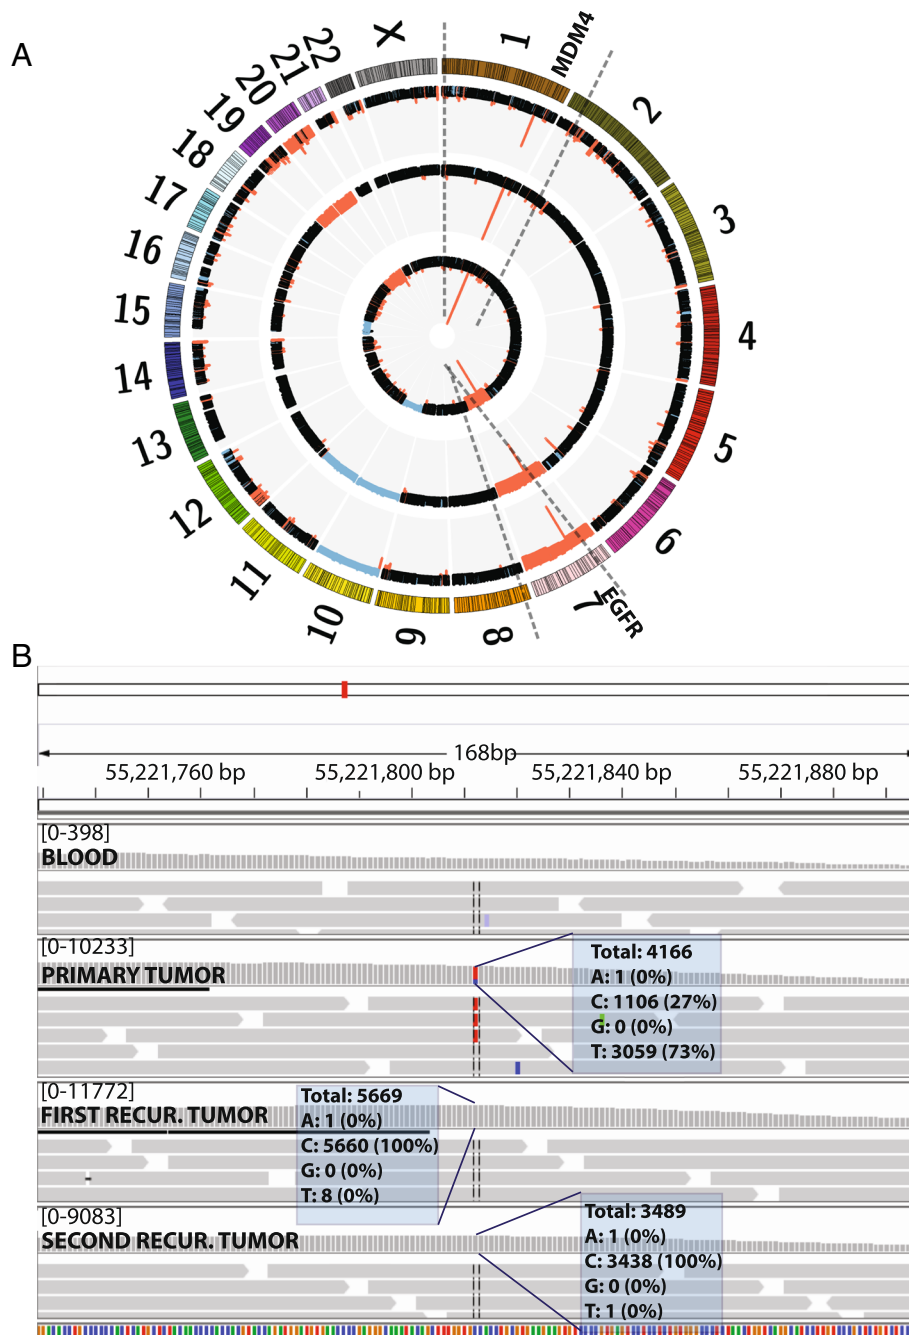 A
1
MDM4
2
3
4
5
6
7
EGFR
8
9
10
11
12
13
14
15
16
17
18
19
20
21
22
X
B
168bp
55,221,760 bp 55,221,800 bp 55,221,840 bp 55,221,880 bp
[0-398]
BLOOD
[0-10233]
PRIMARY TUMOR
Total: 4166
A: 1 (0%)
C: 1106 (27%)
G: 0 (0%)
T: 3059 (73%)
[0-11772]
FIRST RECUR. TUMOR
Total: 5669
A: 1 (0%)
C: 5660 (100%)
G: 0 (0%)
T: 8 (0%)
[0-9083]
SECOND RECUR. TUMOR
Total: 3489
A: 1 (0%)
C: 3438 (100%)
G: 0 (0%)
T: 1 (0%)